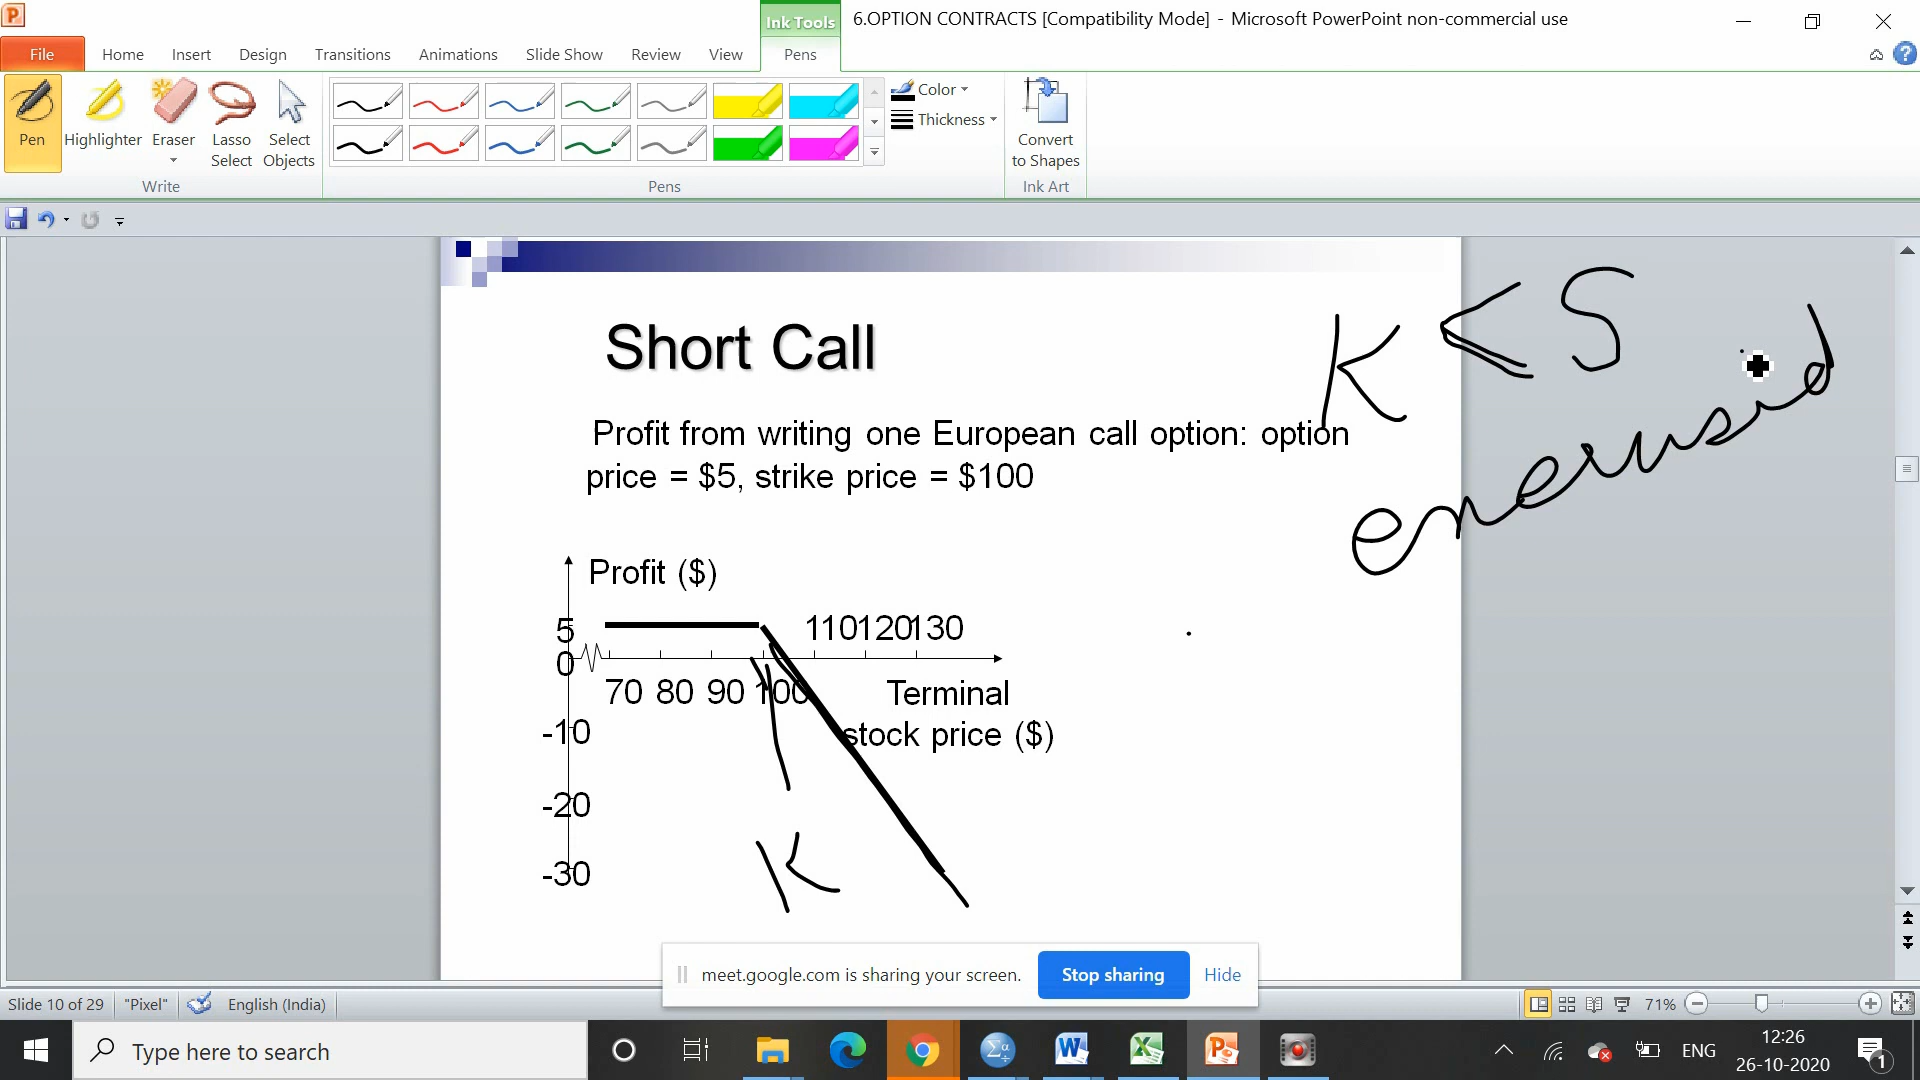 Ink Tools
6.OPTION CONTRACTS [Compatibility Mode] - Microsoft PowerPoint non-commercial use
File Home Insert Design Transitions Animations Slide Show Review View Pens
Pen Highlighter Eraser Lasso Select Select Objects
Color
Thickness
Convert to Shapes
Write Pens Ink Art
K < S
Short Call
Profit from writing one European call option: option
price = $5, strike price = $100
Profit ($)
5
110 120 130
0
70 80 90 100
Terminal
stock price ($)
-10
-20
K
-30
meet.google.com is sharing your screen. Stop sharing Hide
Slide 10 of 29 "Pixel" English (India) 71%
Type here to search
ENG
12:26
26-10-2020
1